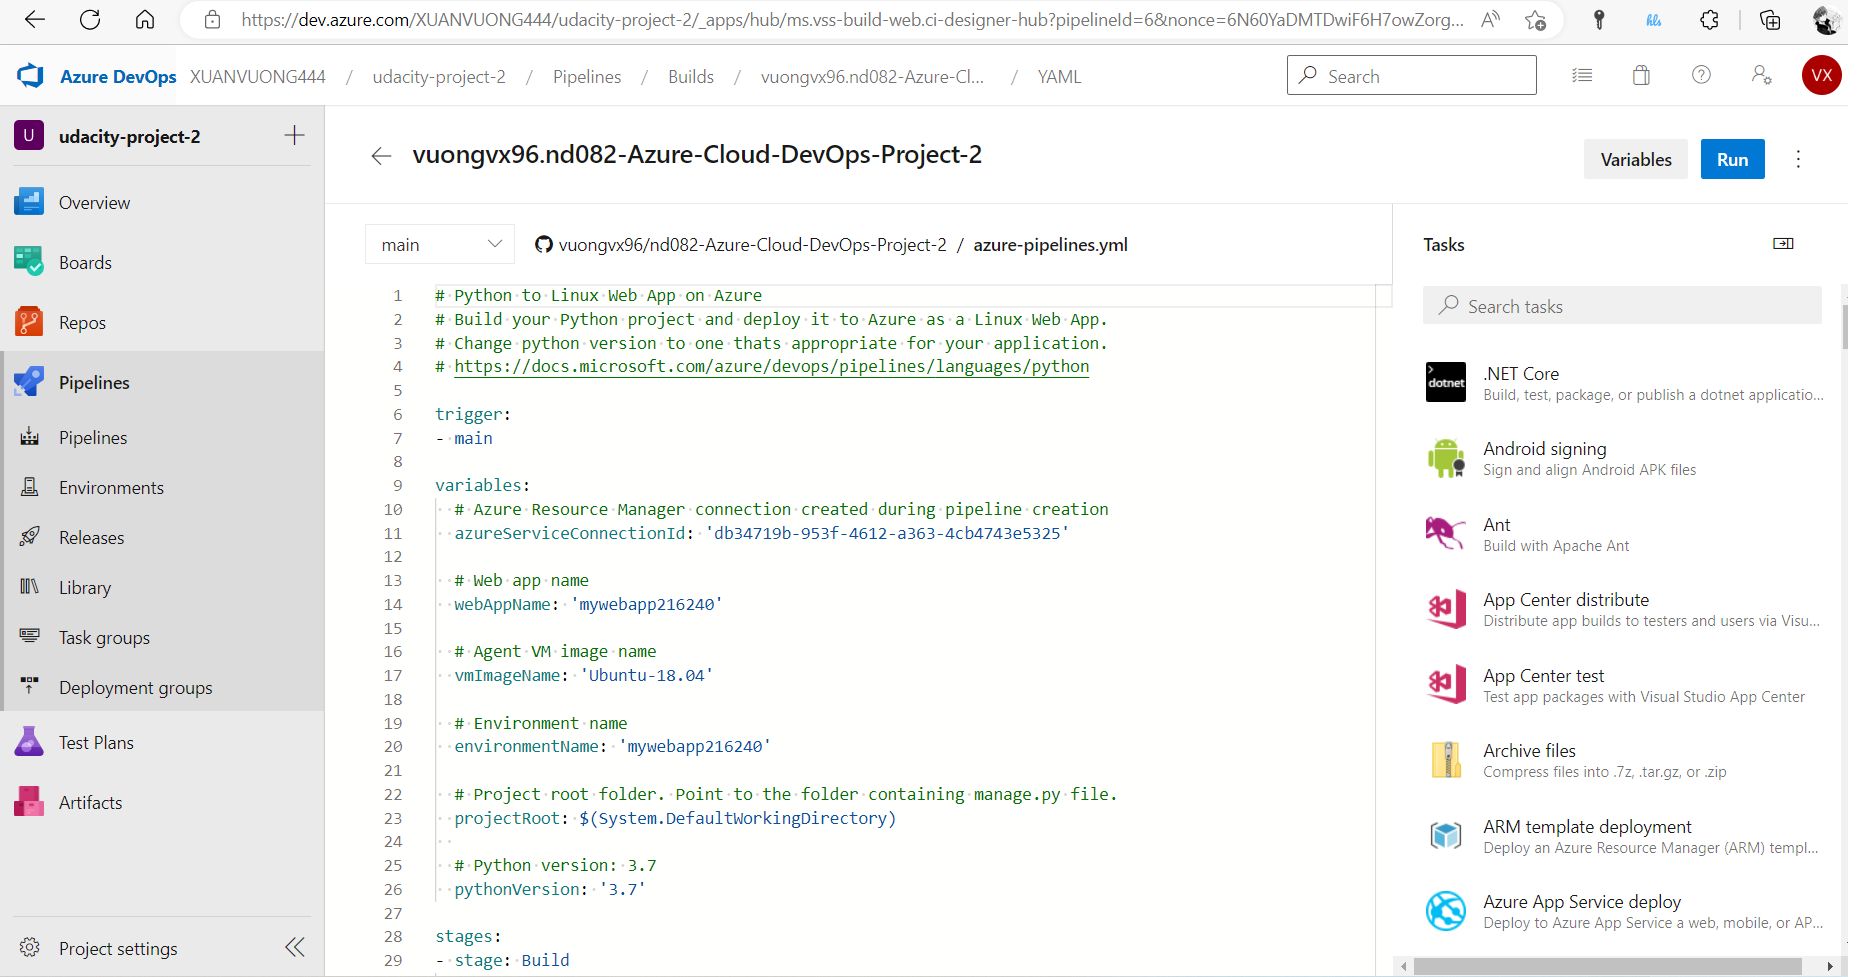 https://dev.azure.com/XUANVUONG444/udacity-project-2/_apps/hub/ms.vss-build-web.ci-designer-hub?pipelineId=6&nonce=6N60YaDMTDwiF6H7owZorg...
Azure DevOps XUANVUONG444 / udacity-project-2 / Pipelines / Builds / vuongvx96.nd082-Azure-Cl... / YAML
Search
VX
U udacity-project-2
Overview
Boards
Repos
Pipelines
Pipelines
Environments
Releases
Library
Task groups
Deployment groups
Test Plans
Artifacts
Project settings
vuongvx96.nd082-Azure-Cloud-DevOps-Project-2
Variables
Run
main
vuongvx96/nd082-Azure-Cloud-DevOps-Project-2 / azure-pipelines.yml
1 # Python to Linux Web App on Azure
2 # Build your Python project and deploy it to Azure as a Linux Web App.
3 # Change python version to one thats appropriate for your application.
4 # https://docs.microsoft.com/azure/devops/pipelines/languages/python
5
6 trigger:
7 - main
8
9 variables:
10 # Azure Resource Manager connection created during pipeline creation
11 azureServiceConnectionId: 'db34719b-953f-4612-a363-4cb4743e5325'
12
13 # Web app name
14 webAppName: 'mywebapp216240'
15
16 # Agent VM image name
17 vmImageName: 'Ubuntu-18.04'
18
19 # Environment name
20 environmentName: 'mywebapp216240'
21
22 # Project root folder. Point to the folder containing manage.py file.
23 projectRoot: $(System.DefaultWorkingDirectory)
24
25 # Python version: 3.7
26 pythonVersion: '3.7'
27
28 stages:
29 - stage: Build
Tasks
Search tasks
dotnet
.NET Core
Build, test, package, or publish a dotnet applicatio...
Android signing
Sign and align Android APK files
Ant
Build with Apache Ant
App Center distribute
Distribute app builds to testers and users via Visu...
App Center test
Test app packages with Visual Studio App Center
Archive files
Compress files into .7z, .tar.gz, or .zip
ARM template deployment
Deploy an Azure Resource Manager (ARM) templ...
Azure App Service deploy
Deploy to Azure App Service a web, mobile, or AP...